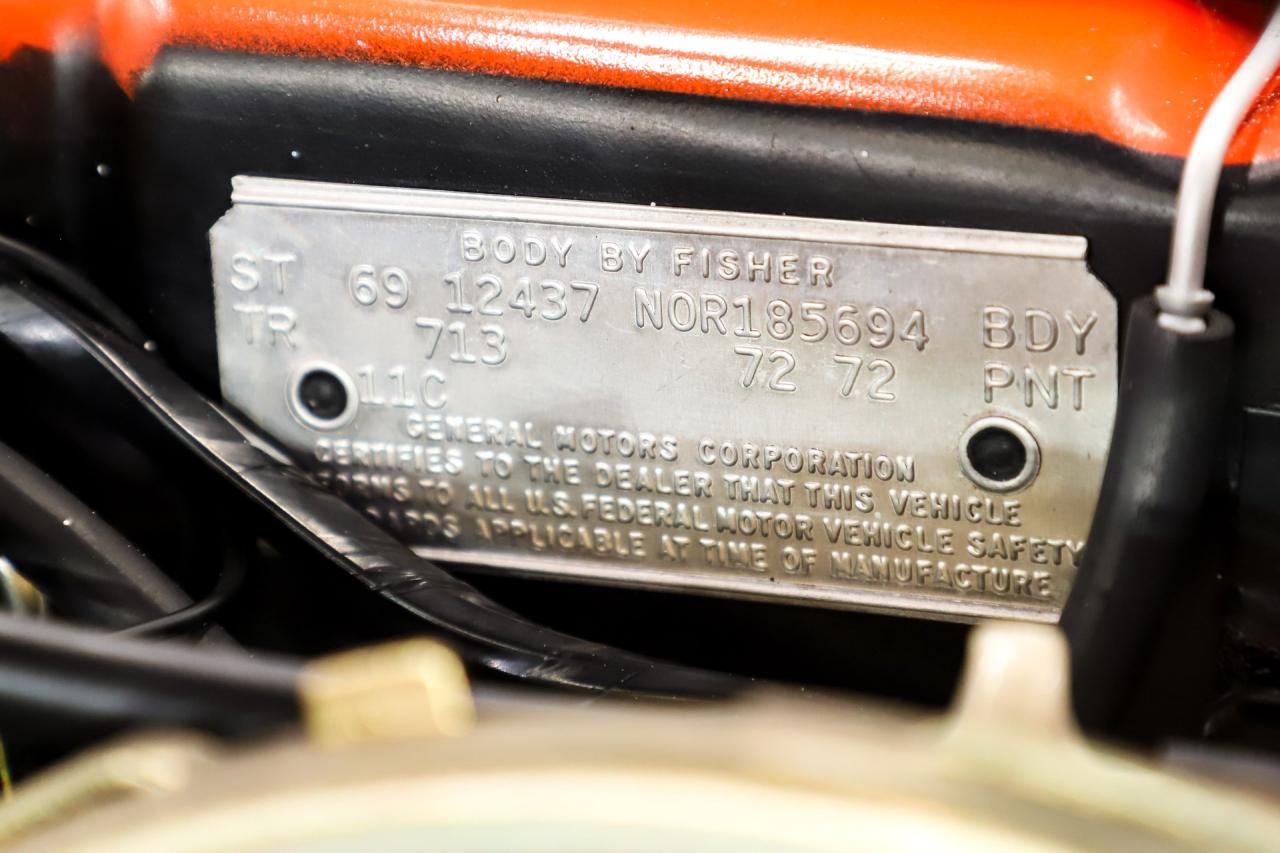 BODY BY FISHER
ST 69 12437 NOR185694 BDY
TR 713 72 72 PNT
11C
GENERAL MOTORS CORPORATION
CERTIFIES TO THE DEALER THAT THIS VEHICLE
TO ALL U.S. FEDERAL MOTOR VEHICLE SAFETY
APPLICABLE AT TIME OF MANUFACTURE